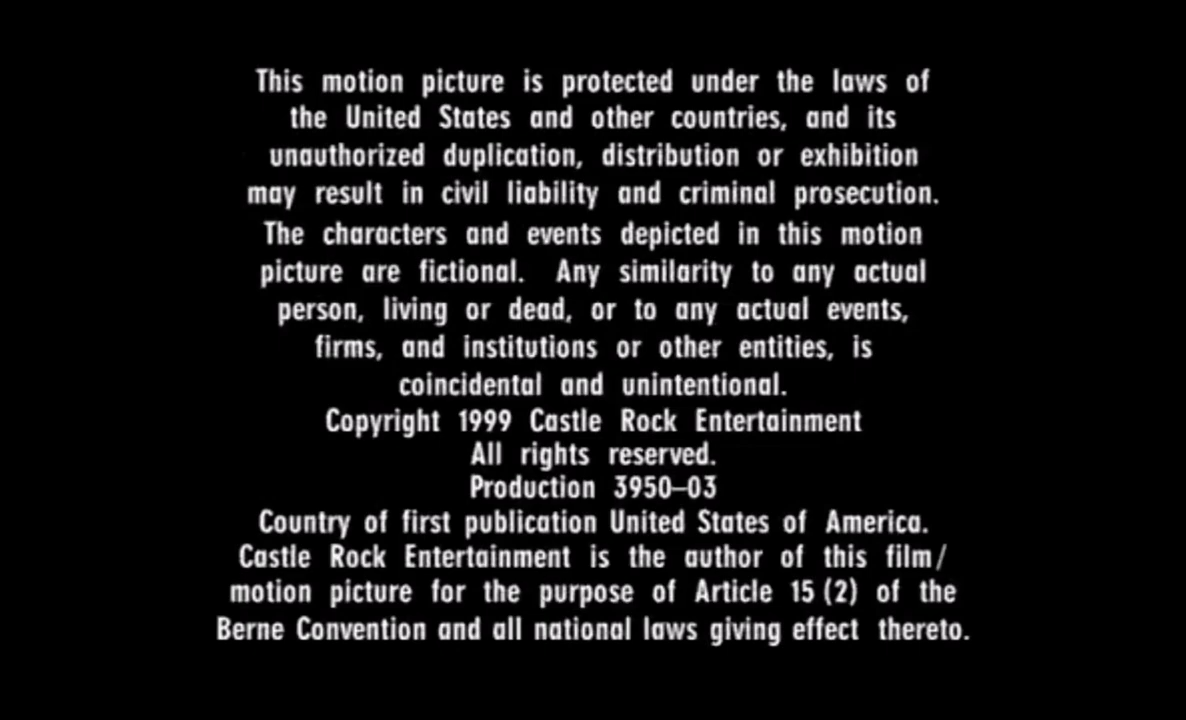 This motion picture is protected under the laws of
the United States and other countries, and its
unauthorized duplication, distribution or exhibition
may result in civil liability and criminal prosecution.
The characters and events depicted in this motion
picture are fictional. Any similarity to any actual
person, living or dead, or to any actual events,
firms, and institutions or other entities, is
coincidental and unintentional.
Copyright 1999 Castle Rock Entertainment
All rights reserved.
Production 3950–03
Country of first publication United States of America.
Castle Rock Entertainment is the author of this film/
motion picture for the purpose of Article 15 (2) of the
Berne Convention and all national laws giving effect thereto.